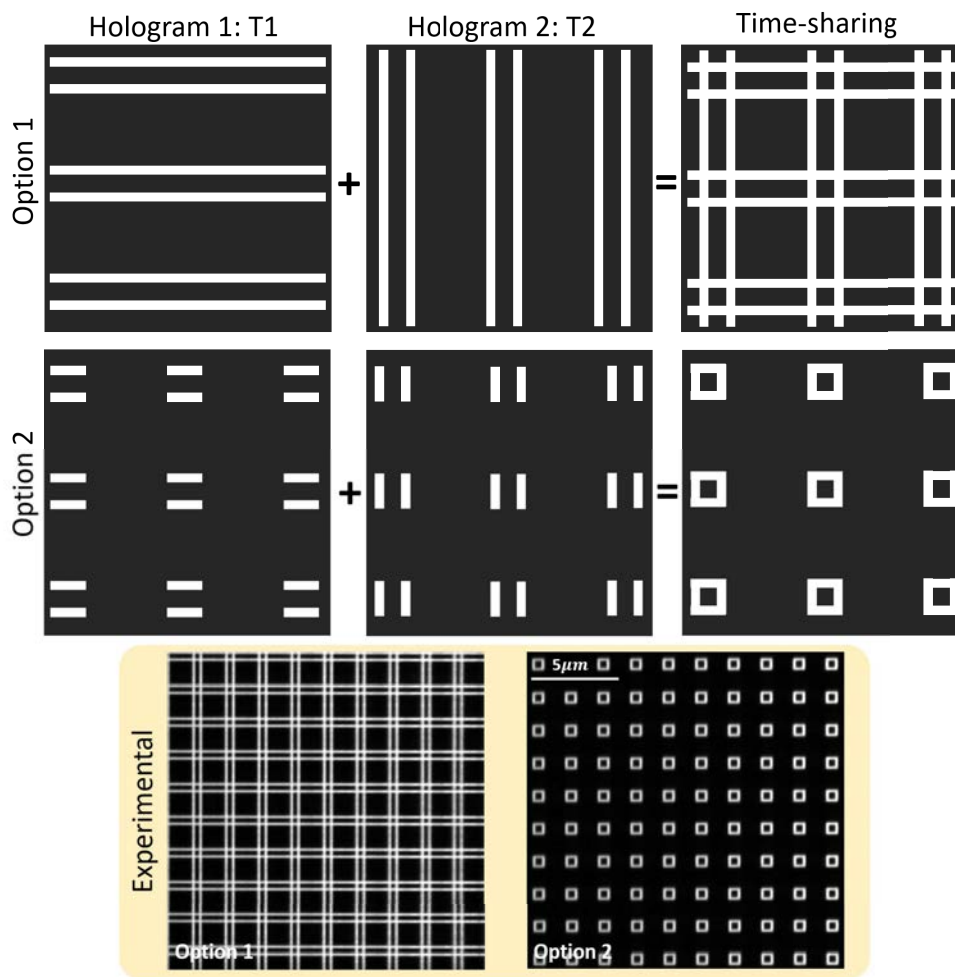 Hologram 1: T1
Hologram 2: T2
Time-sharing
Option 1
+
=
Option 2
+
=
Experimental
Option 1
5μm
Option 2